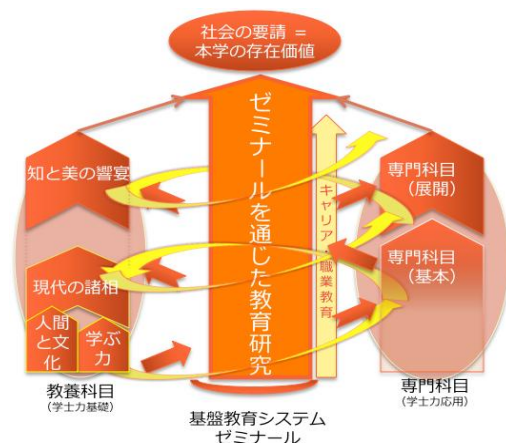 社会の要請 =
本学の存在価値
ゼミナールを通じた教育研究
キャリア・職業教育
知と美の響宴
現代の諸相
人間
と文
化
学ぶ
力
専門科目
(展開)
専門科目
(基本)
教養科目
(学士力基礎)
専門科目
(学士力応用)
基盤教育システム
ゼミナール